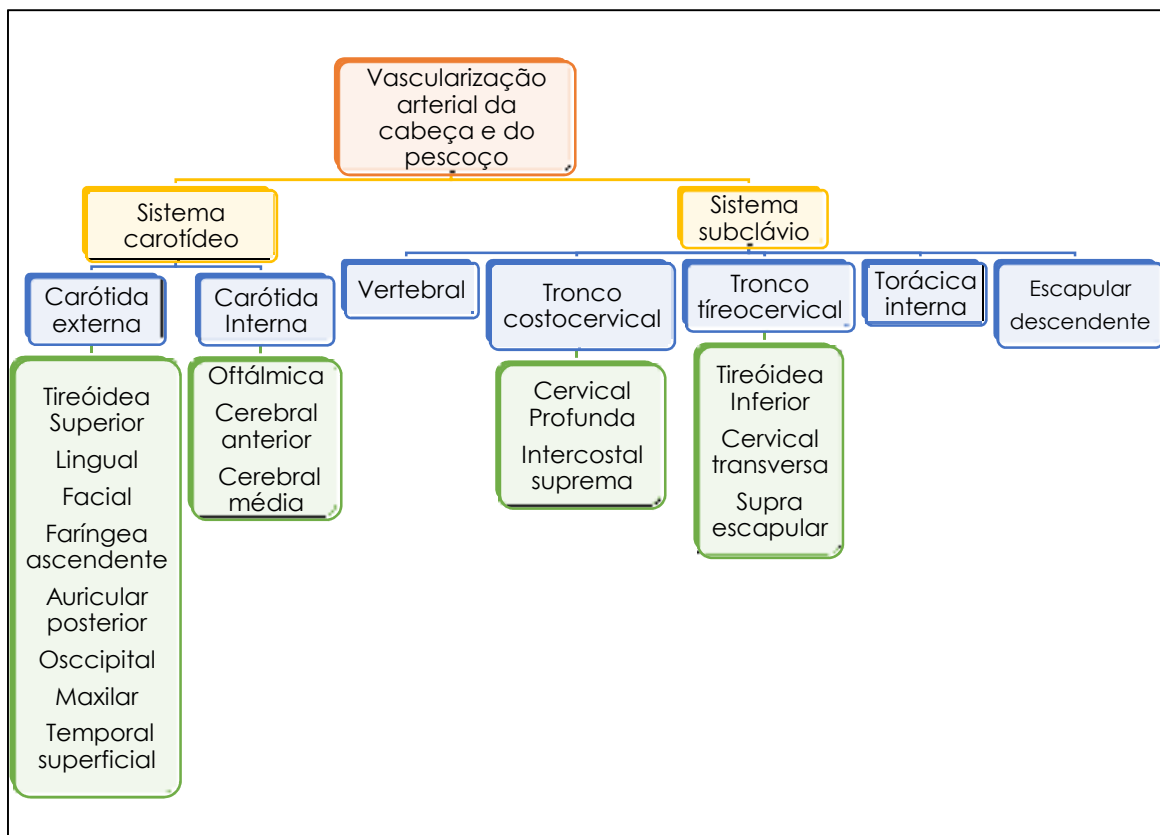 Vascularização
arterial da
cabeça e do
pescoço
Sistema
carotídeo
Sistema
subclávio
Carótida
externa
Carótida
Interna
Vertebral
Tronco
costocervical
Tronco
tíreocervical
Torácica
interna
Escapular
descendente
Tireóidea
Superior
Lingual
Facial
Faríngea
ascendente
Auricular
posterior
Osccipital
Maxilar
Temporal
superficial
Oftálmica
Cerebral
anterior
Cerebral
média
Cervical
Profunda
Intercostal
suprema
Tireóidea
Inferior
Cervical
transversa
Supra
escapular